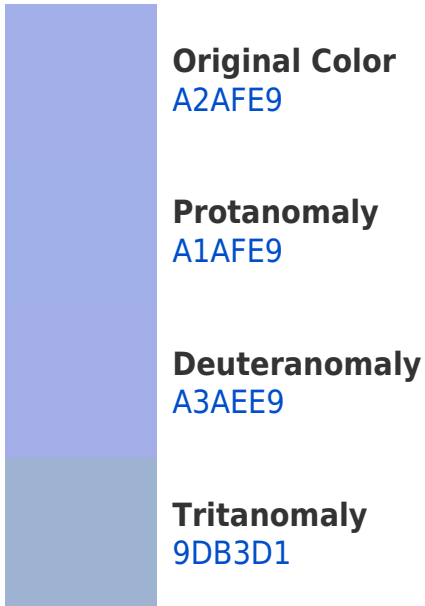 Original Color
A2AFE9
Protanomaly
A1AFE9
Deuteranomaly
A3AEE9
Tritanomaly
9DB3D1